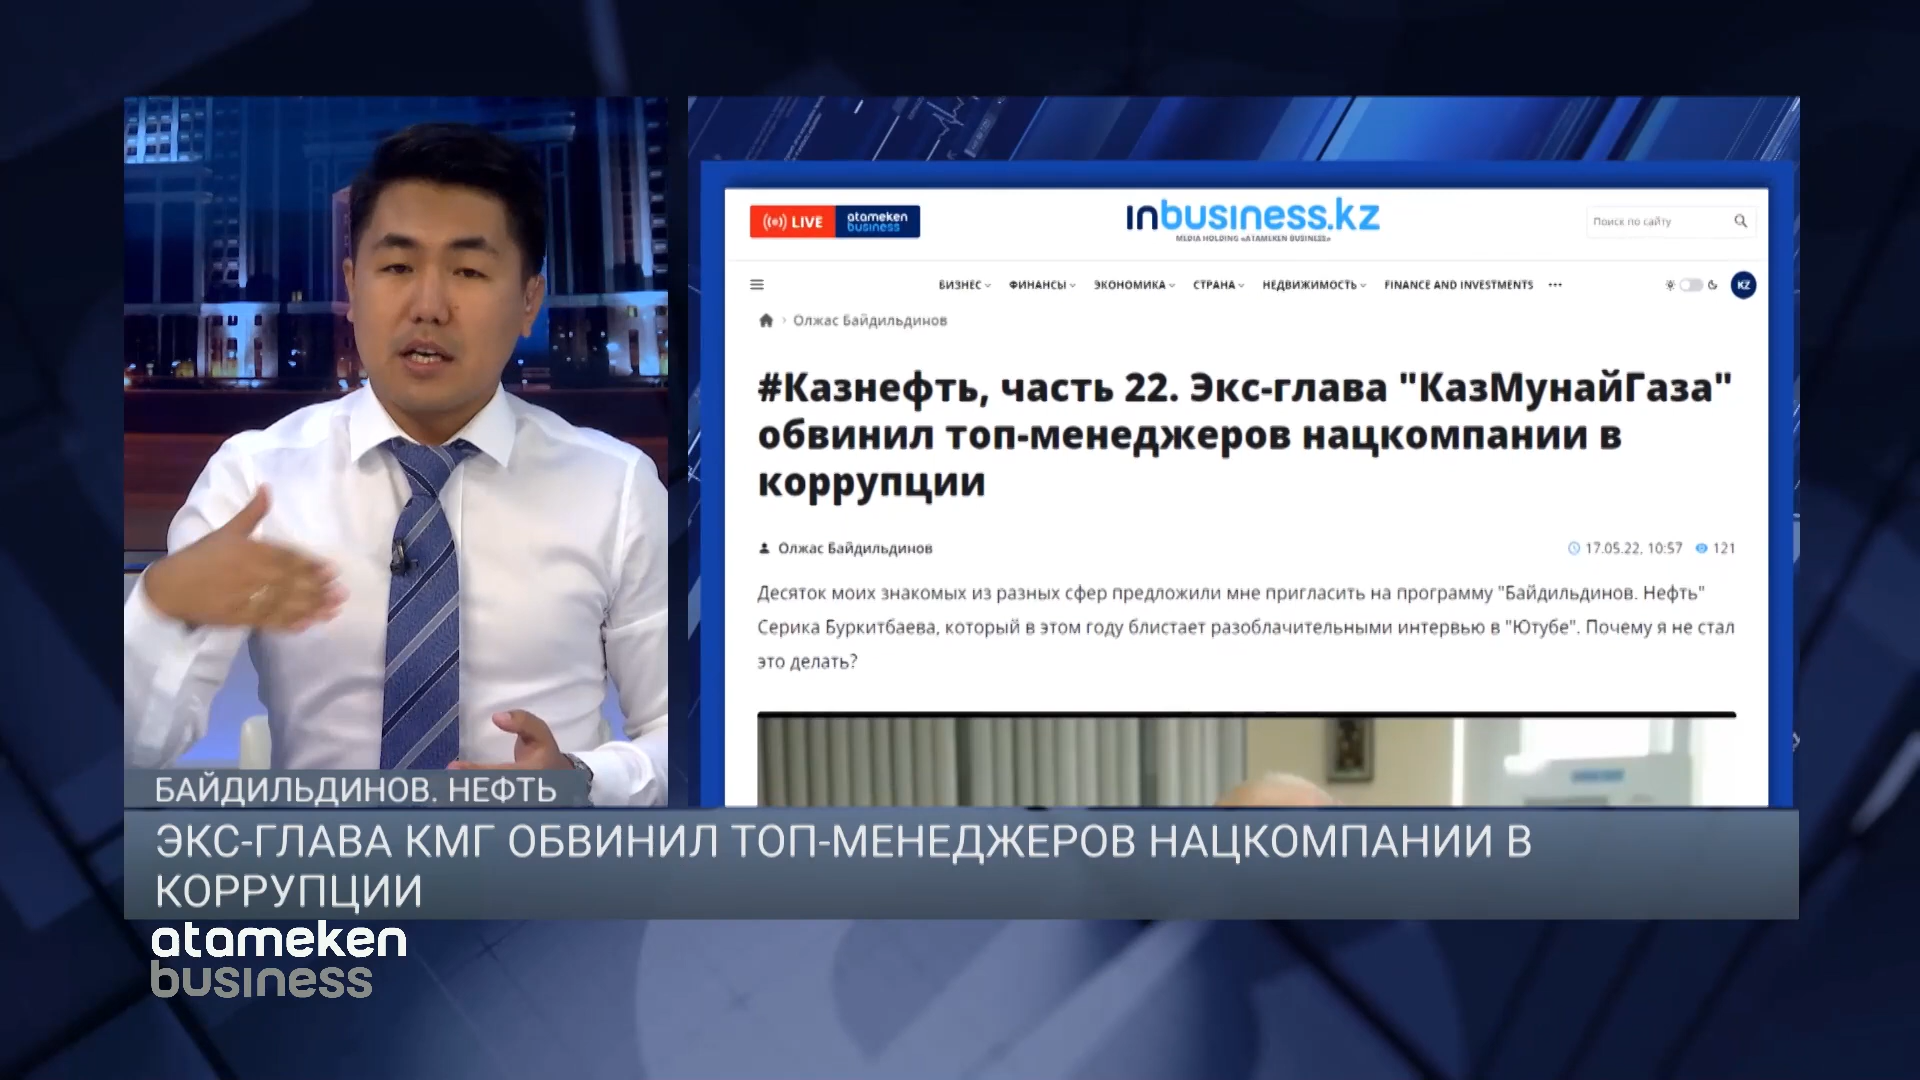 LIVE
atameken
business
inbusiness.kz
MEDIA HOLDING «ATAMEKEN BUSINESS»
Поиск по сайту
БИЗНЕС ФИНАНСЫ ЭКОНОМИКА СТРАНА НЕДВИЖИМОСТЬ FINANCE AND INVESTMENTS ...
KZ
Олжас Байдильдинов
#Казнефть, часть 22. Экс-глава "КазМунайГаза"
обвинил топ-менеджеров нацкомпании в
коррупции
Олжас Байдильдинов
17.05.22, 10:57 121
Десяток моих знакомых из разных сфер предложили мне пригласить на программу "Байдильдинов. Нефть"
Серика Буркитбаева, который в этом году блистает разоблачительными интервью в "Ютубе". Почему я не стал
это делать?
БАЙДИЛЬДИНОВ. НЕФТЬ
ЭКС-ГЛАВА КМГ ОБВИНИЛ ТОП-МЕНЕДЖЕРОВ НАЦКОМПАНИИ В
КОРРУПЦИИ
atameken
business